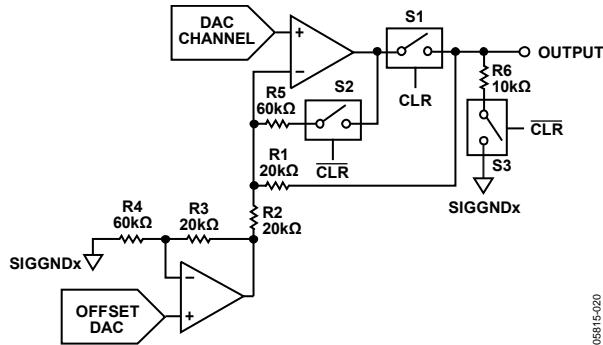 DAC
CHANNEL
+
–
S1
CLR
OUTPUT
R6
10kΩ
CLR
S3
SIGGNDx
R5
60kΩ
S2
CLR
R1
20kΩ
R2
20kΩ
R4
60kΩ
R3
20kΩ
SIGGNDx
–
+
OFFSET
DAC
05815-020